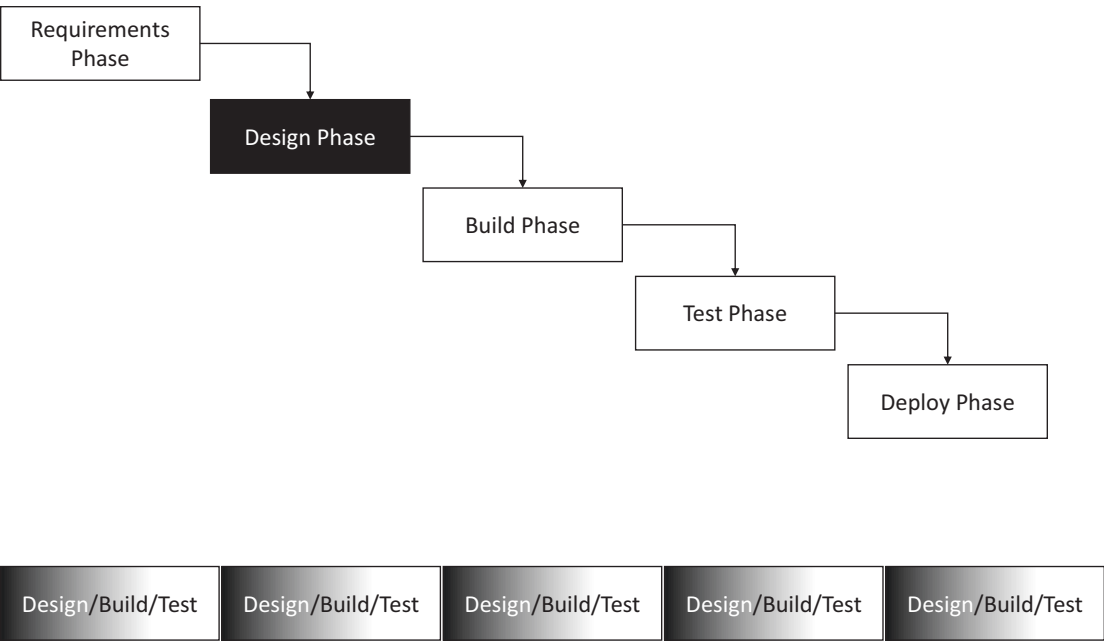 Requirements
Phase
Design Phase
Build Phase
Test Phase
Deploy Phase
Design/Build/Test
Design/Build/Test
Design/Build/Test
Design/Build/Test
Design/Build/Test